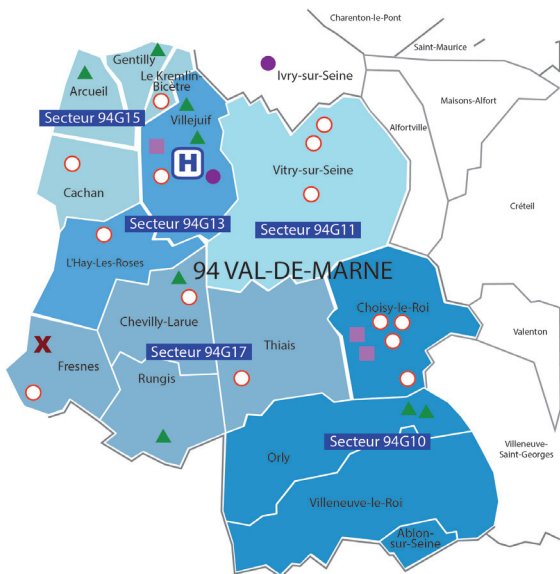 Charenton-le-Pont
Gentilly
Saint-Maurice
Le Kremlin-
Bicêtre
Ivry-sur-Seine
Arcueil
Maisons-Alfort
Secteur 94G15
Villejuif
Alfortville
H
Vitry-sur-Seine
Cachan
Créteil
Secteur 94G13
Secteur 94G11
L'Hay-Les-Roses
94 VAL-DE-MARNE
Choisy-le-Roi
Chevilly-Larue
Valenton
Thiais
Secteur 94G17
X
Fresnes
Rungis
Secteur 94G10
Villeneuve-
Saint-Georges
Orly
Villeneuve-le-Roi
Ablon-
sur-Seine